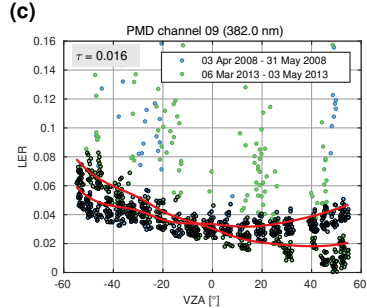 (c)
PMD channel 09 (382.0 nm)
τ = 0.016
03 Apr 2008 - 31 May 2008
06 Mar 2013 - 03 May 2013
LER
0.16
0.14
0.12
0.1
0.08
0.06
0.04
0.02
0
-60 -40 -20 0 20 40 60
VZA [°]